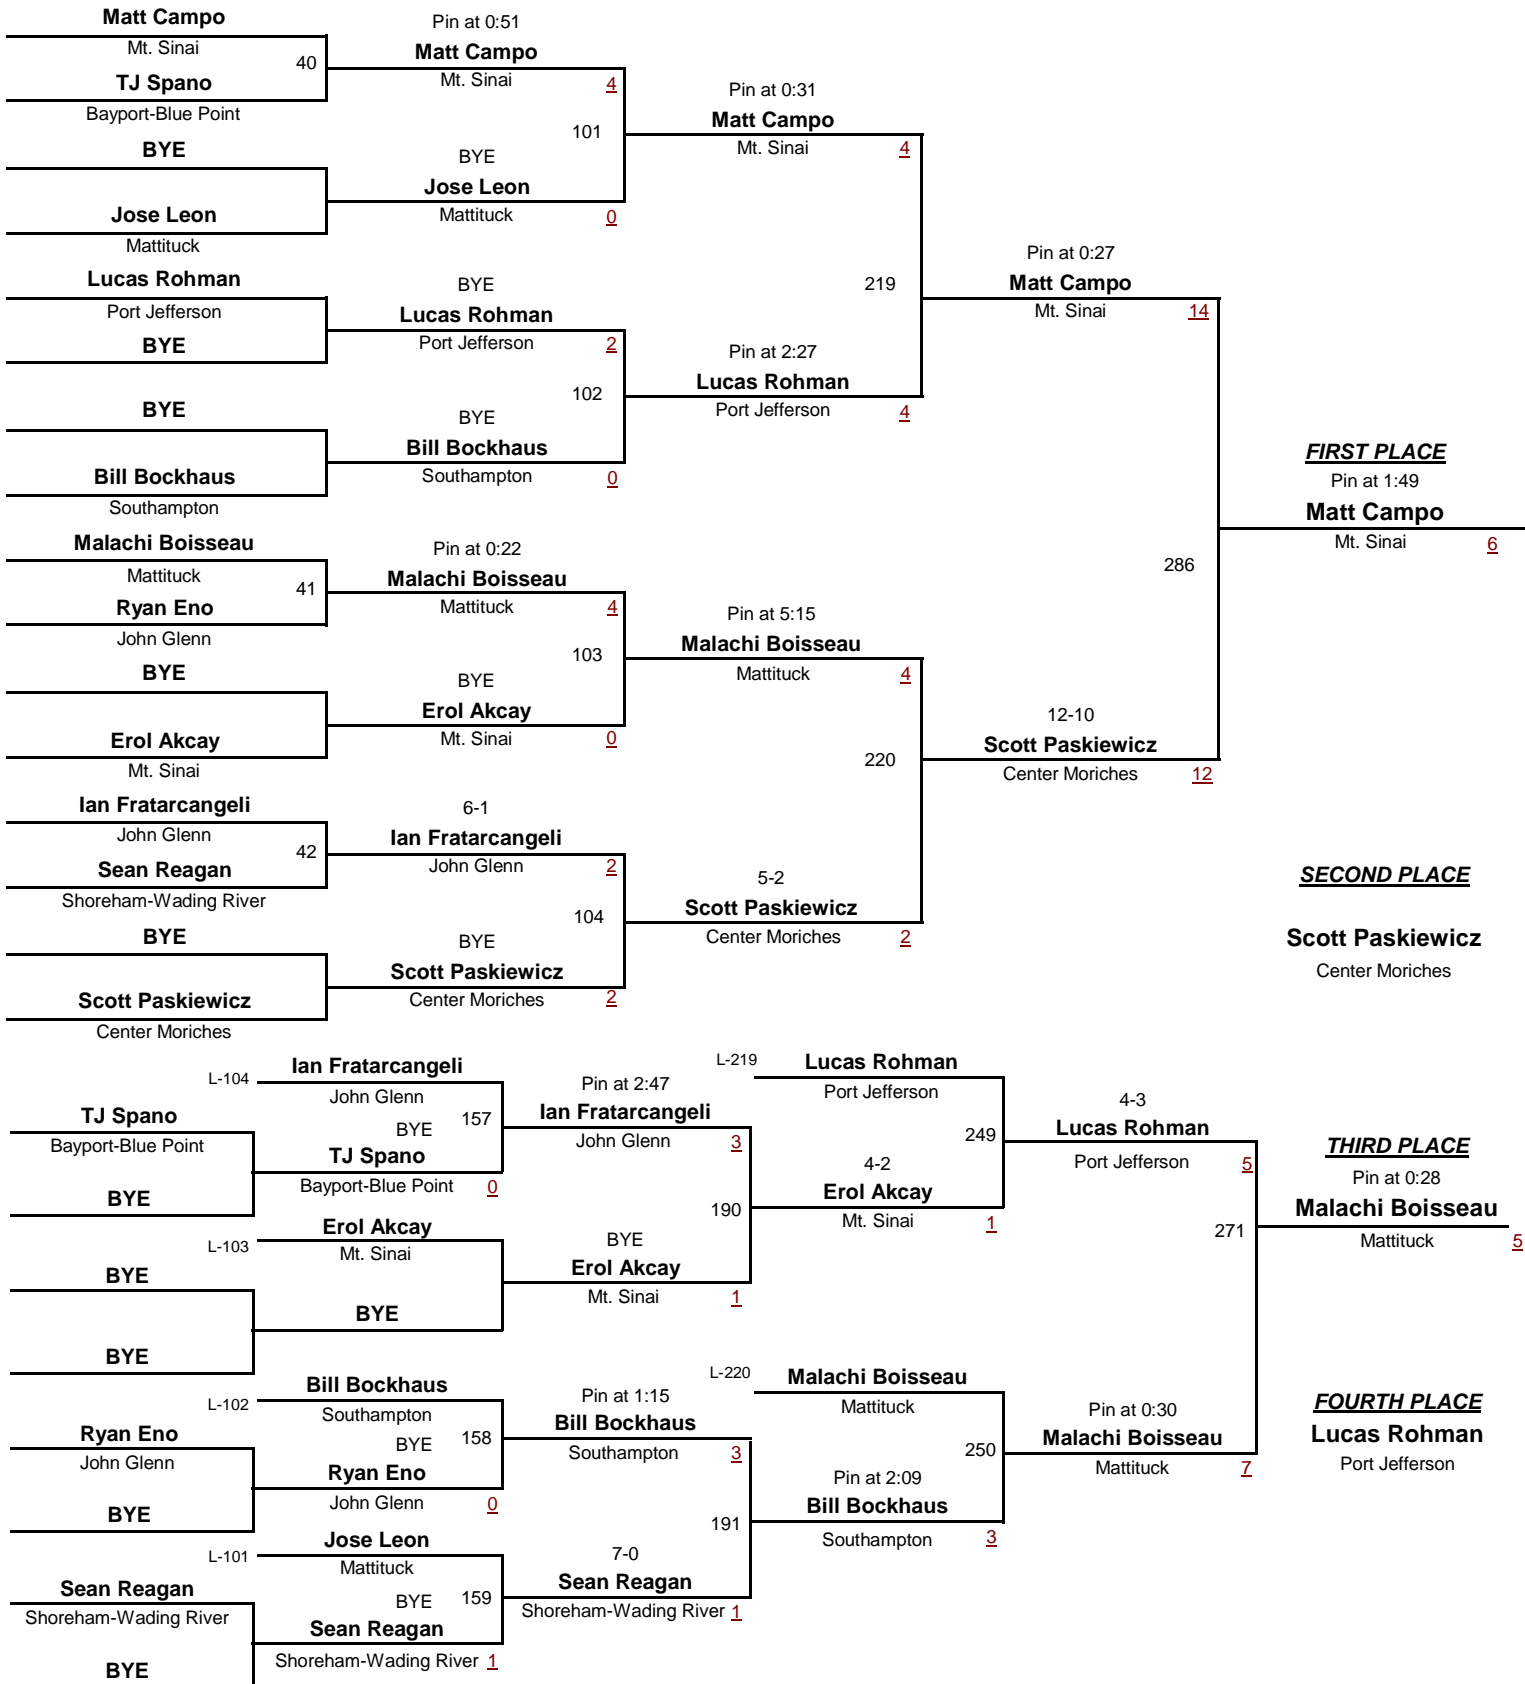 Matt Campo
Mt. Sinai
40
TJ Spano
Bayport-Blue Point
BYE
Jose Leon
Mattituck
Lucas Rohman
Port Jefferson
BYE
BYE
Bill Bockhaus
Southampton
Malachi Boisseau
Mattituck
41
Ryan Eno
John Glenn
BYE
Erol Akcay
Mt. Sinai
Ian Fratarcangeli
John Glenn
42
Sean Reagan
Shoreham-Wading River
BYE
Scott Paskiewicz
Center Moriches
Pin at 0:51
Matt Campo
Mt. Sinai 4
101
BYE
Jose Leon
Mattituck 0
BYE
Lucas Rohman
Port Jefferson 2
102
BYE
Bill Bockhaus
Southampton 0
Pin at 0:22
Malachi Boisseau
Mattituck 4
103
BYE
Erol Akcay
Mt. Sinai 0
6-1
Ian Fratarcangeli
John Glenn 2
104
BYE
Scott Paskiewicz
Center Moriches 2
Pin at 0:31
Matt Campo
Mt. Sinai 4
219
Pin at 2:27
Lucas Rohman
Port Jefferson 4
Pin at 5:15
Malachi Boisseau
Mattituck 4
220
5-2
Scott Paskiewicz
Center Moriches 2
Pin at 0:27
Matt Campo
Mt. Sinai 14
286
12-10
Scott Paskiewicz
Center Moriches 12
FIRST PLACE
Pin at 1:49
Matt Campo
Mt. Sinai 6
SECOND PLACE
Scott Paskiewicz
Center Moriches
TJ Spano
Bayport-Blue Point
BYE
BYE
BYE
Ryan Eno
John Glenn
BYE
Sean Reagan
Shoreham-Wading River
BYE
L-104 Ian Fratarcangeli
John Glenn
157
BYE
TJ Spano
Bayport-Blue Point 0
L-103 Erol Akcay
Mt. Sinai
BYE
L-102 Bill Bockhaus
Southampton
158
BYE
Ryan Eno
John Glenn 0
L-101 Jose Leon
Mattituck
159
BYE
Sean Reagan
Shoreham-Wading River 1
Pin at 2:47
Ian Fratarcangeli
John Glenn 3
190
BYE
Erol Akcay
Mt. Sinai 1
Pin at 1:15
Bill Bockhaus
Southampton 3
191
7-0
Sean Reagan
Shoreham-Wading River 1
L-219 Lucas Rohman
Port Jefferson
249
4-2
Erol Akcay
Mt. Sinai 1
L-220 Malachi Boisseau
Mattituck
250
Pin at 2:09
Bill Bockhaus
Southampton 3
4-3
Lucas Rohman
Port Jefferson 5
271
Pin at 0:30
Malachi Boisseau
Mattituck 7
THIRD PLACE
Pin at 0:28
Malachi Boisseau
Mattituck 5
FOURTH PLACE
Lucas Rohman
Port Jefferson